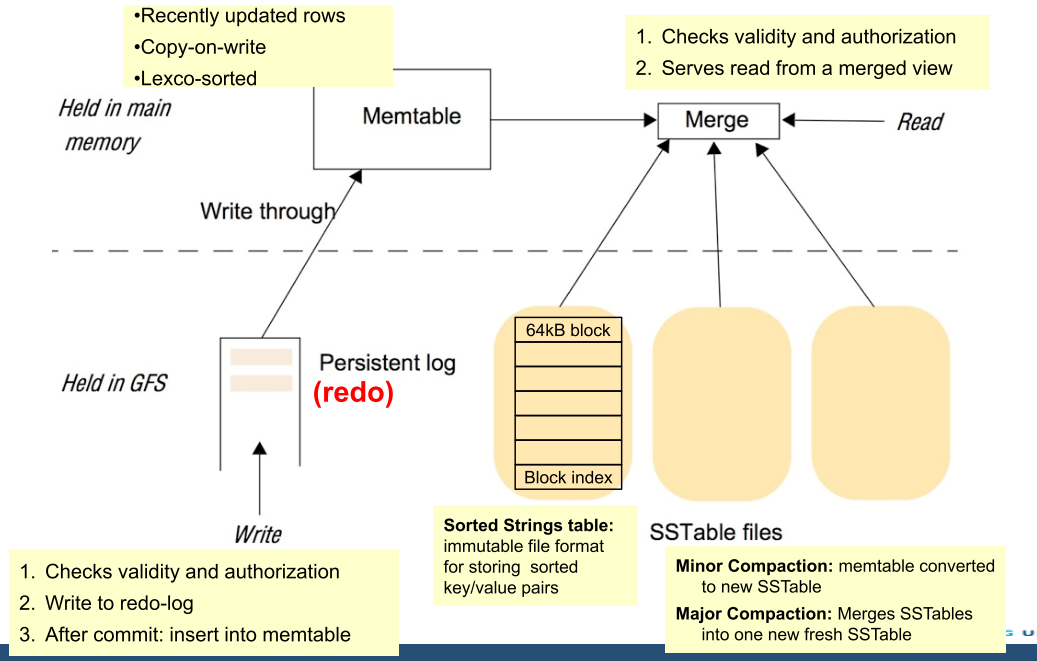 •Recently updated rows
•Copy-on-write
•Lexco-sorted
1. Checks validity and authorization
2. Serves read from a merged view
Held in main
memory
Memtable
Merge
Read
Write through
Held in GFS
Persistent log
(redo)
64kB block
Block index
Write
Sorted Strings table:
immutable file format
for storing sorted
key/value pairs
SSTable files
1. Checks validity and authorization
2. Write to redo-log
3. After commit: insert into memtable
Minor Compaction: memtable converted
to new SSTable
Major Compaction: Merges SSTables
into one new fresh SSTable